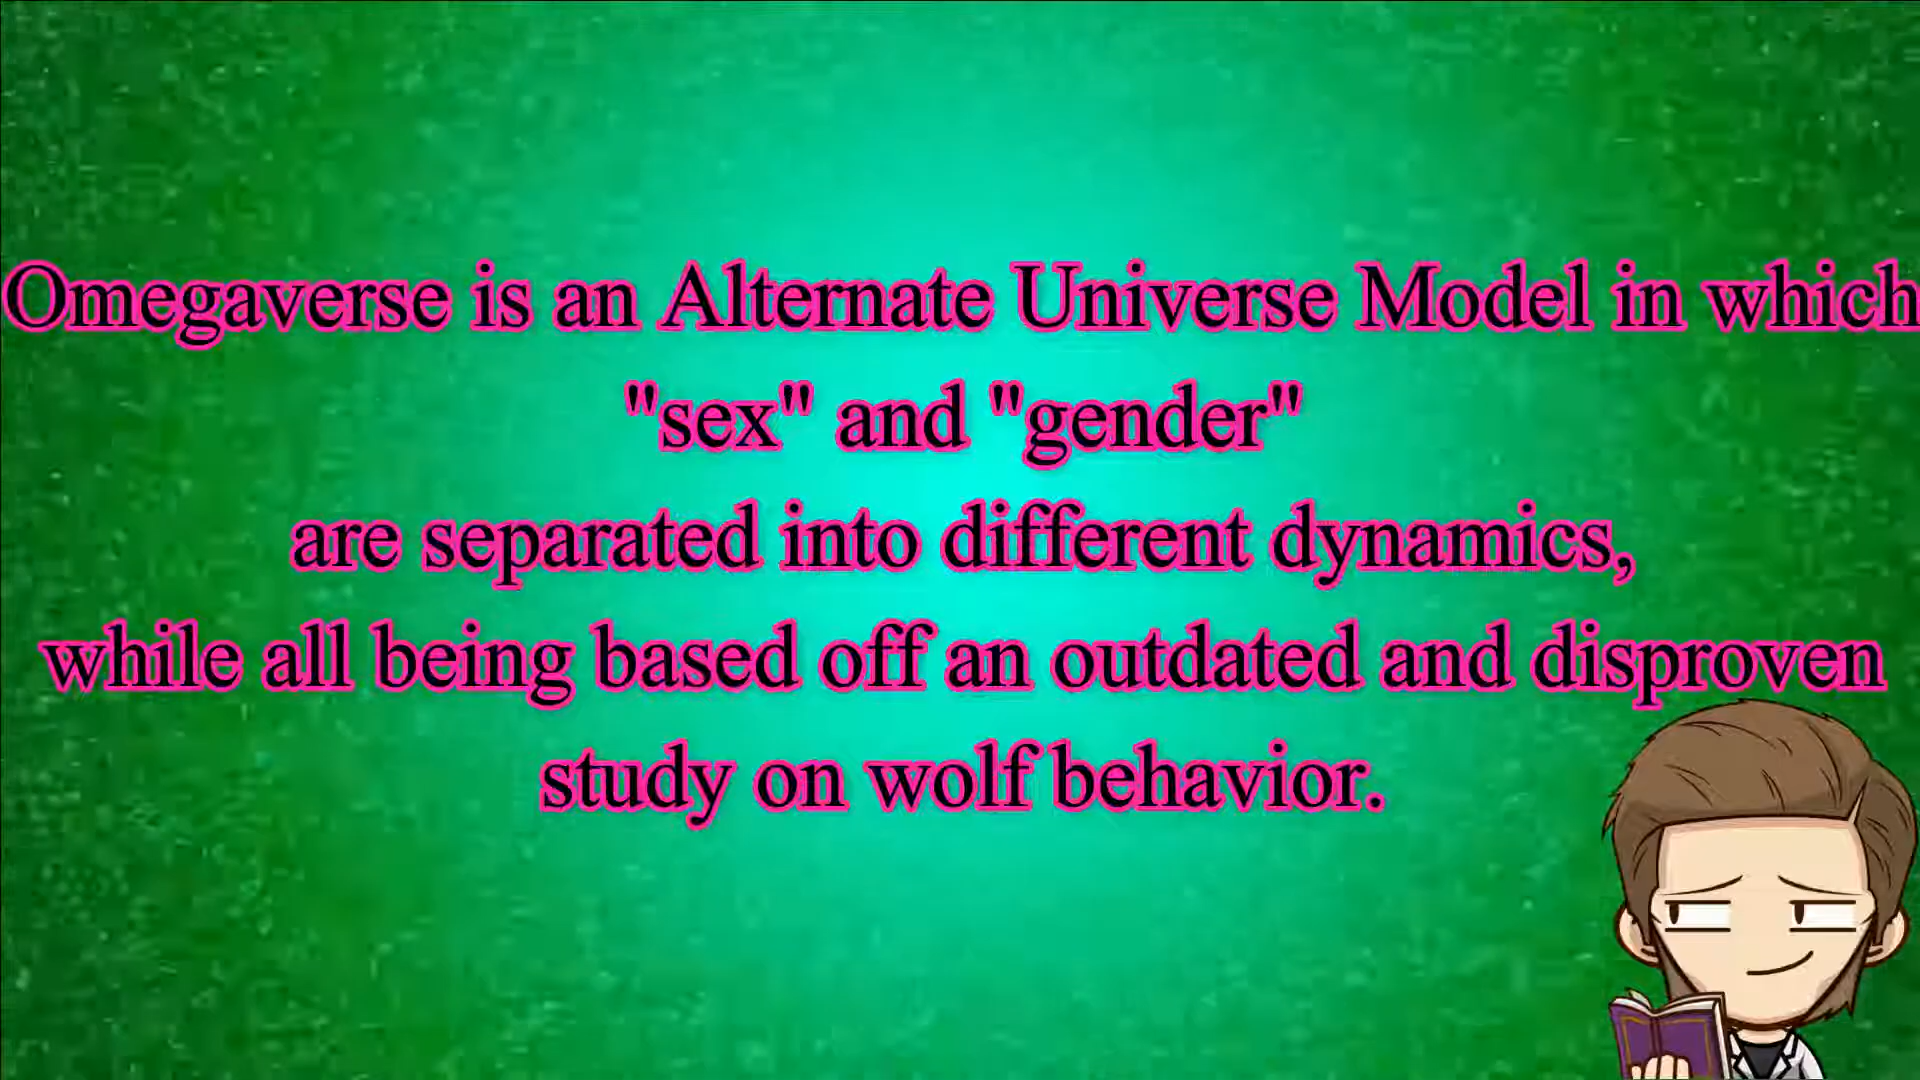 Omegaverse is an Alternate Universe Model in which
"sex" and "gender"
are separated into different dynamics,
while all being based off an outdated and disproven
study on wolf behavior.